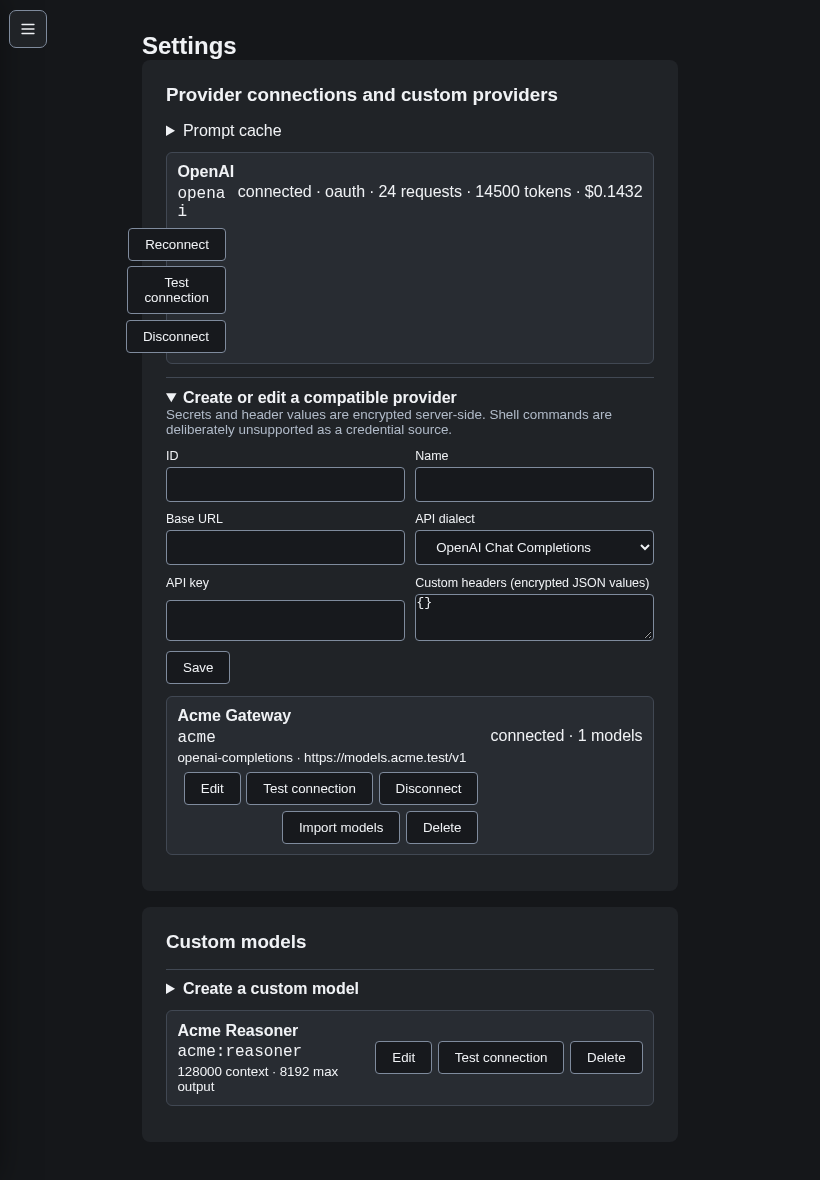 Settings
Provider connections and custom providers
Prompt cache
OpenAI
opena
i
connected · oauth · 24 requests · 14500 tokens · $0.1432
Reconnect
Test
connection
Disconnect
Create or edit a compatible provider
Secrets and header values are encrypted server-side. Shell commands are
deliberately unsupported as a credential source.
ID
Name
Base URL
API dialect
OpenAI Chat Completions
API key
Custom headers (encrypted JSON values)
{}
Save
Acme Gateway
acme
connected · 1 models
openai-completions · https://models.acme.test/v1
Edit
Test connection
Disconnect
Import models
Delete
Custom models
Create a custom model
Acme Reasoner
acme:reasoner
128000 context · 8192 max
output
Edit
Test connection
Delete